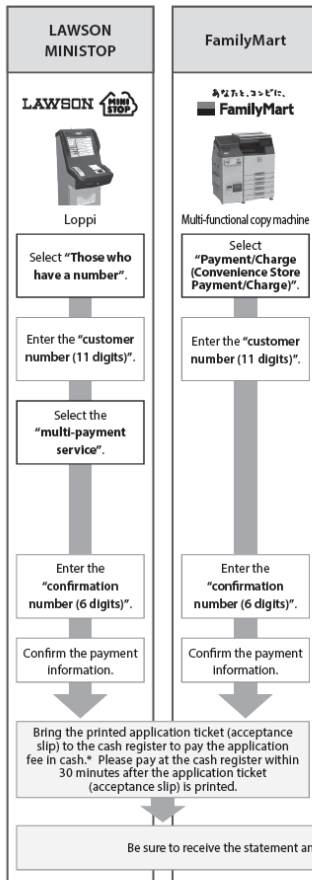 LAWSON
MINISTOP
LAWSON MINI STOP
Loppi
Select "Those who
have a number".
Enter the "customer
number (11 digits)".
Select the
"multi-payment
service".
Enter the
"confirmation
number (6 digits)".
Confirm the payment
information.
FamilyMart
あなたと、コンビに、
FamilyMart
Multi-functional copy machine
Select
"Payment/Charge
(Convenience Store
Payment/Charge)".
Enter the "customer
number (11 digits)".
Enter the
"confirmation
number (6 digits)".
Confirm the payment
information.
Bring the printed application ticket (acceptance
slip) to the cash register to pay the application
fee in cash.* Please pay at the cash register within
30 minutes after the application ticket
(acceptance slip) is printed.
Be sure to receive the statement an